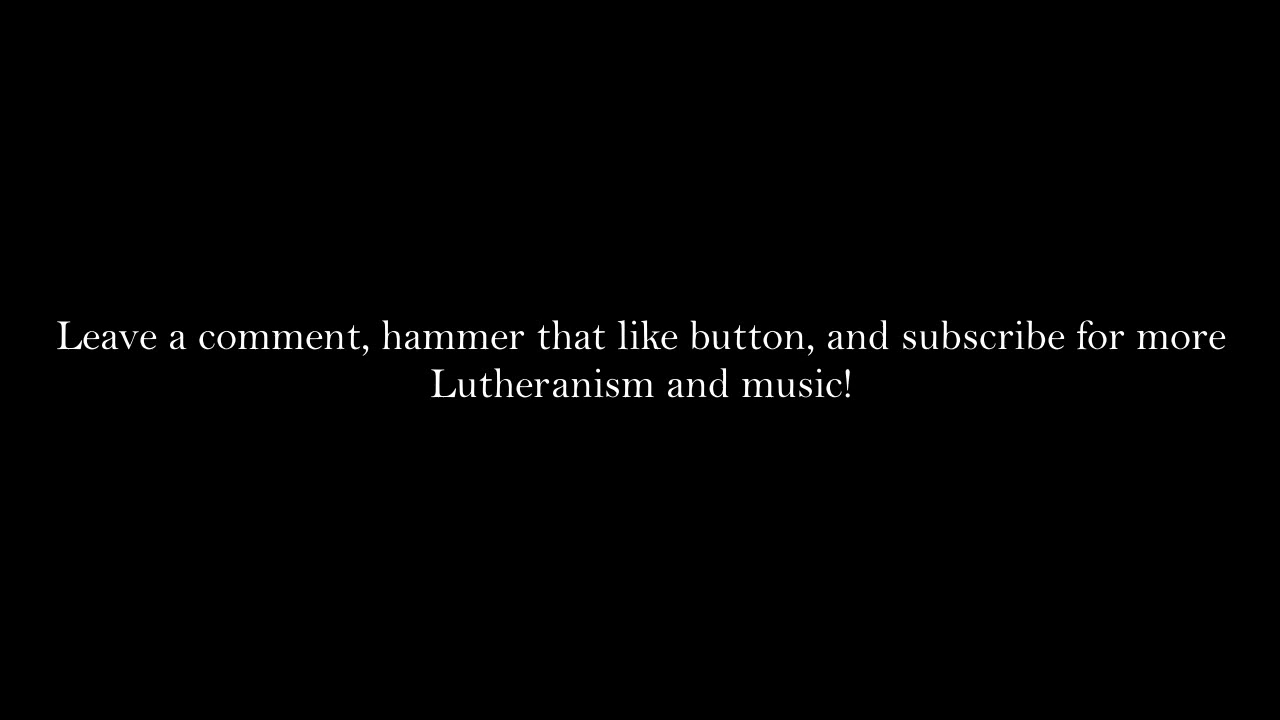 Leave a comment, hammer that like button, and subscribe for more
Lutheranism and music!